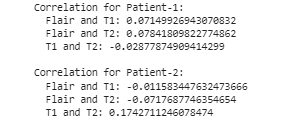 Correlation for Patient-1:
Flair and T1: 0.07149926943070832
Flair and T2: 0.07841809822774862
T1 and T2: -0.02877874909414299
Correlation for Patient-2:
Flair and T1: -0.011583447632473666
Flair and T2: -0.0717687746354654
T1 and T2: 0.1742711246078474